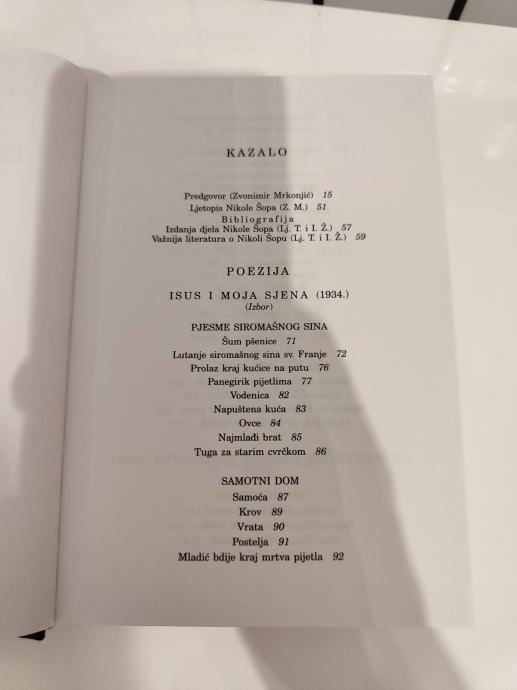 KAZALO
Predgovor (Zvonimir Mrkonjić) 15
Ljetopis Nikole Šopa (Z. M.) 51
Bibliografija
Izdanja djela Nikole Šopa (Lj. T. i I. Ž.) 57
Važnija literatura o Nikoli Šopu (Lj. T. i I. Ž.) 59
POEZIJA
ISUS I MOJA SJENA (1934.)
(Izbor)
PJESME SIROMAŠNOG SINA
Šum pšenice 71
Lutanje siromašnog sina sv. Franje 72
Prolaz kraj kućice na putu 76
Panegirik pijetlima 77
Vodenica 82
Napuštena kuća 83
Ovce 84
Najmlađi brat 85
Tuga za starim cvrčkom 86
SAMOTNI DOM
Samoća 87
Krov 89
Vrata 90
Postelja 91
Mladić bdije kraj mrtva pijetla 92